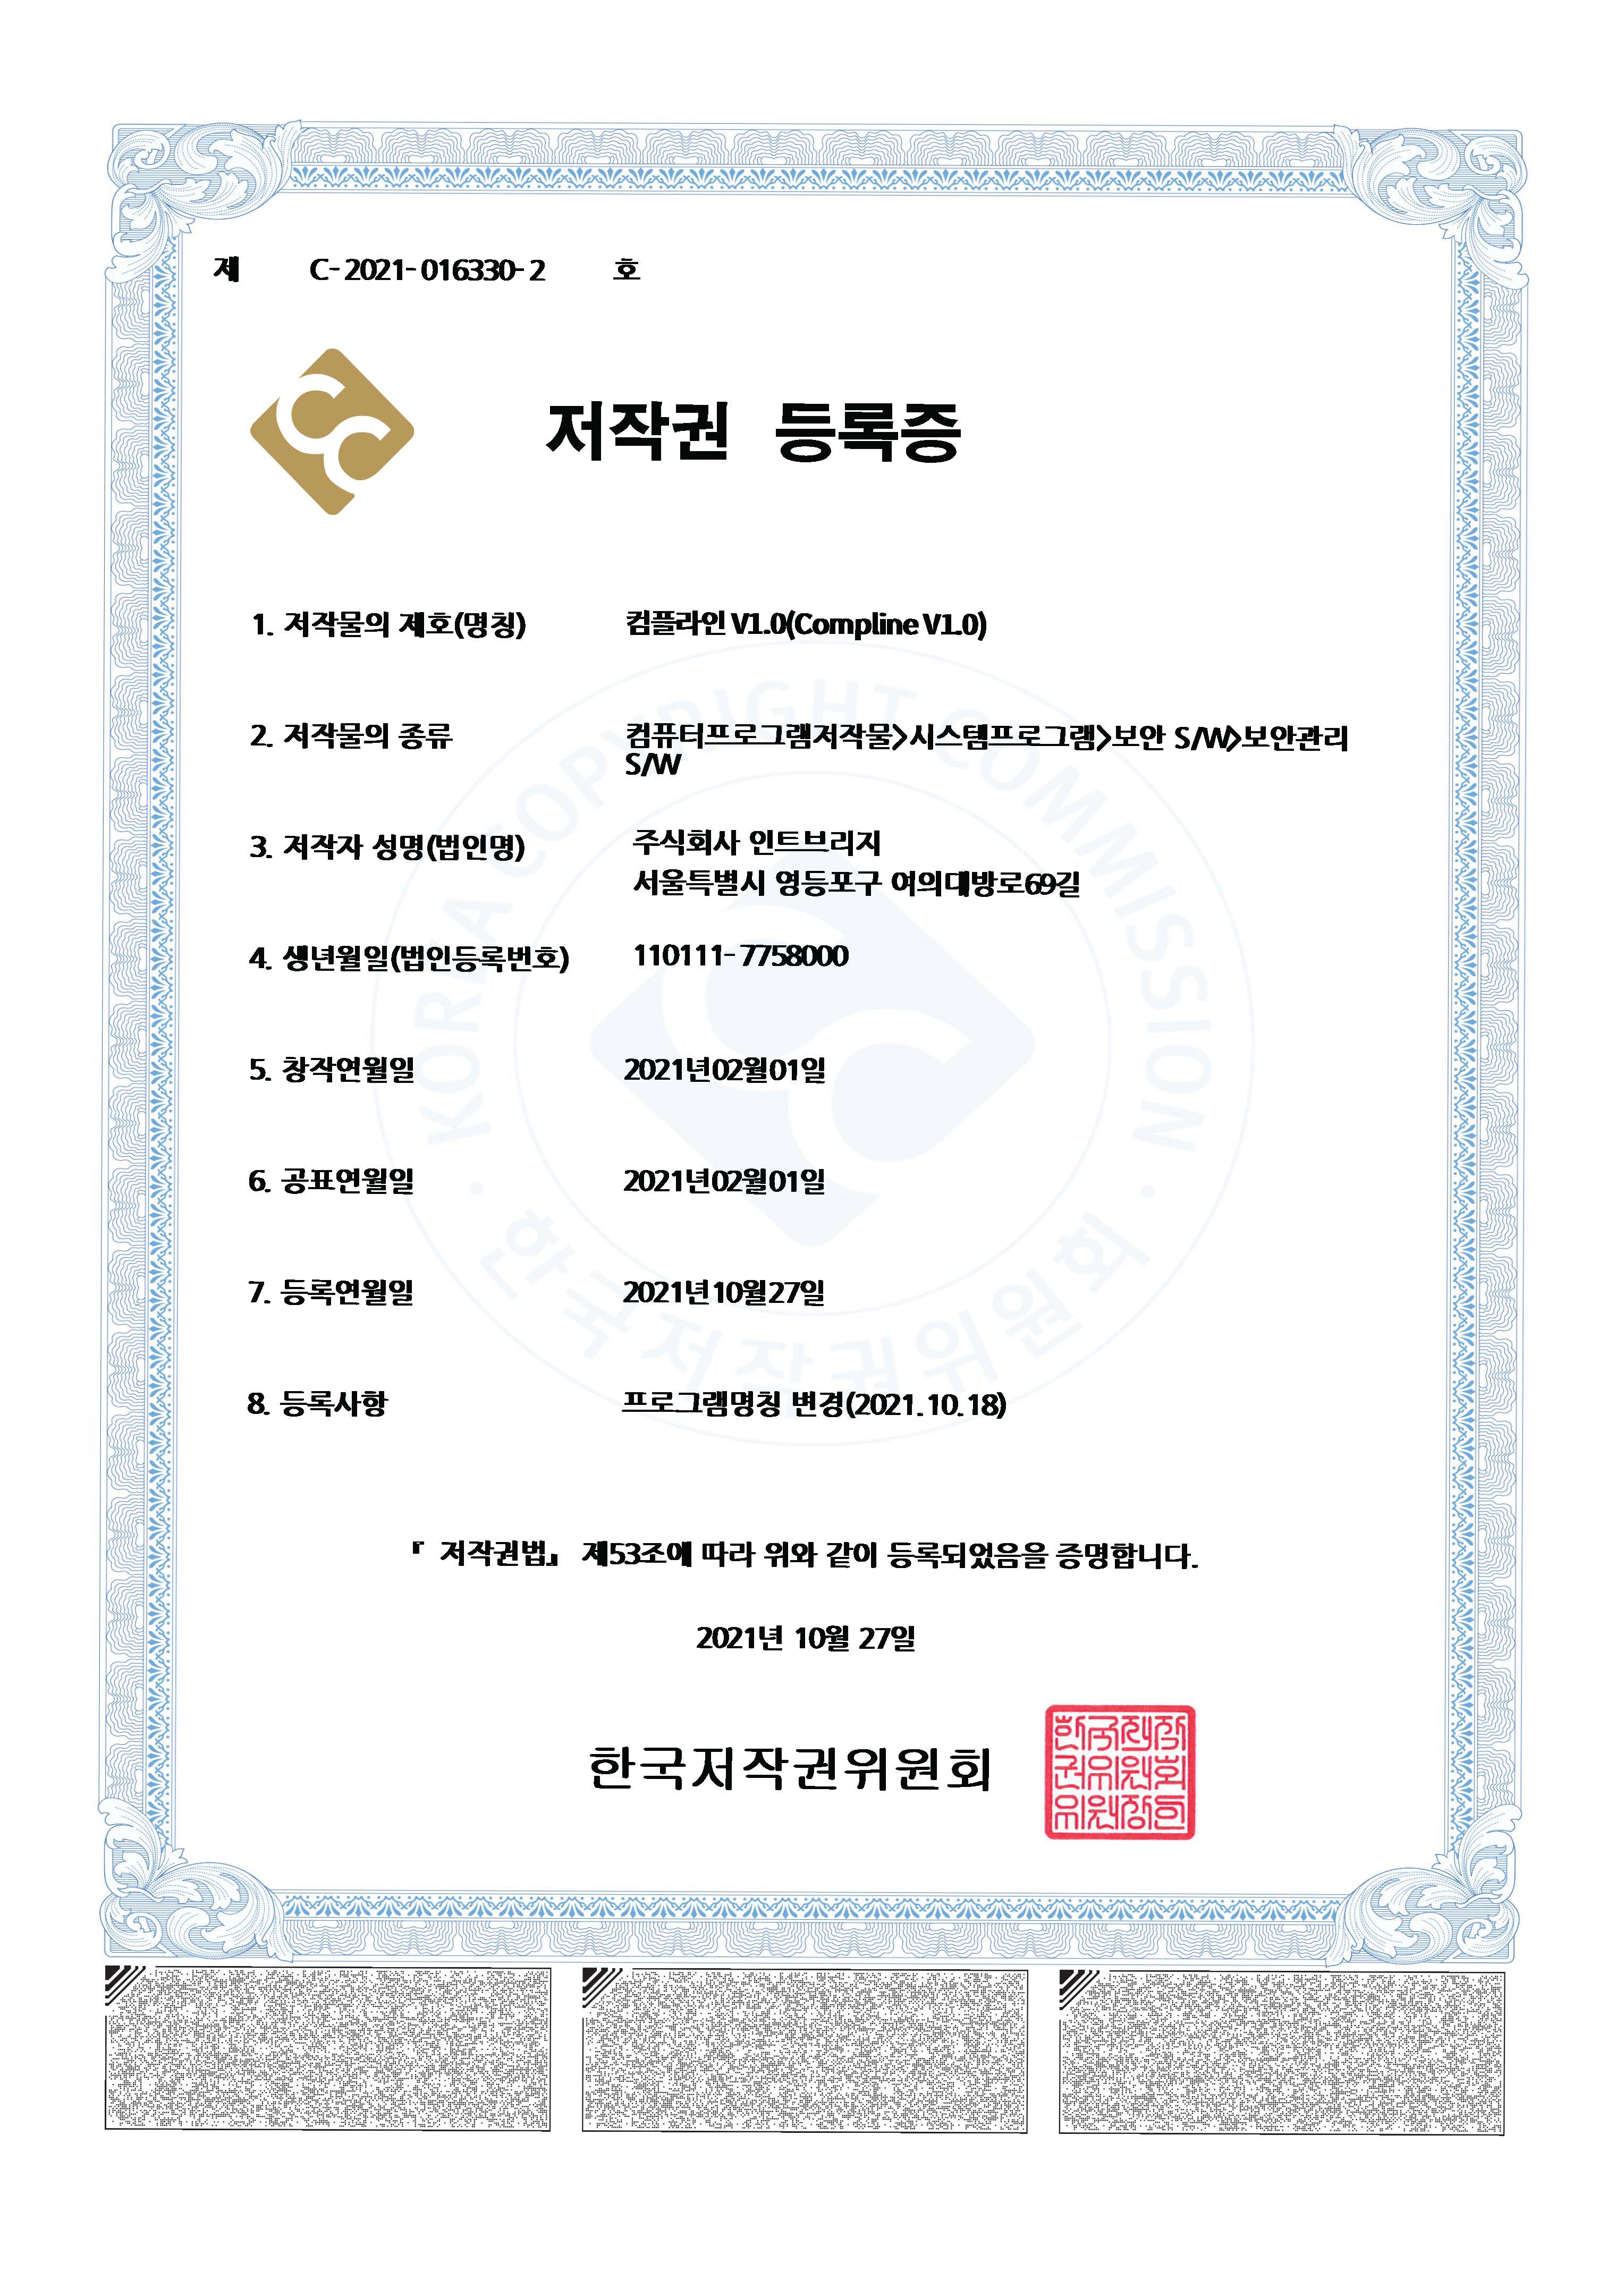 제 C-2021-016330-2 호
저작권 등록증
1. 저작물의 제호(명칭) 컴플라인 V1.0(Compline V1.0)
2. 저작물의 종류 컴퓨터프로그램저작물>시스템프로그램>보안 S/W>보안관리
S/W
3. 저작자 성명(법인명) 주식회사 인트브리지
서울특별시 영등포구 여의대방로69길
4. 생년월일(법인등록번호) 110111-7758000
5. 창작연월일 2021년02월01일
6. 공표연월일 2021년02월01일
7. 등록연월일 2021년10월27일
8. 등록사항 프로그램명칭 변경(2021.10.18)
『 저작권법』 제53조에 따라 위와 같이 등록되었음을 증명합니다.
2021년 10월 27일
한국저작권위원회
KOREA COPYRIGHT COMMISSION
한국저작권위원회